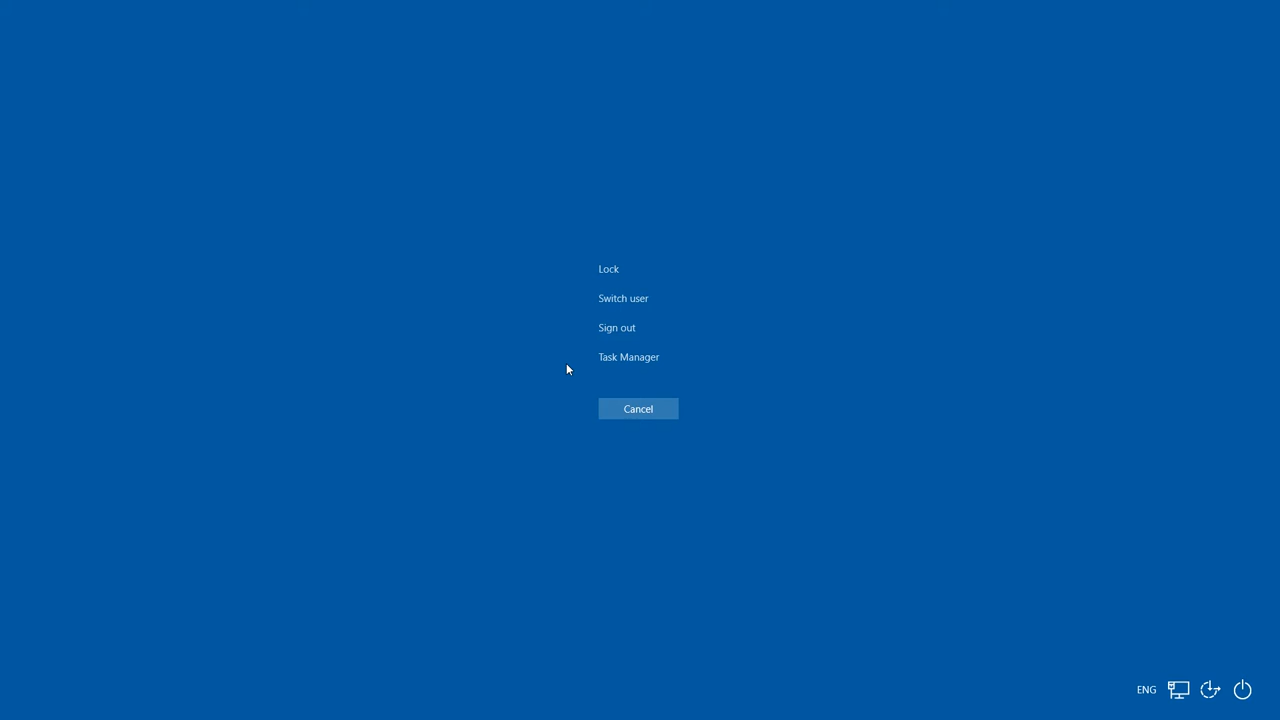 Lock
Switch user
Sign out
Task Manager
Cancel
ENG